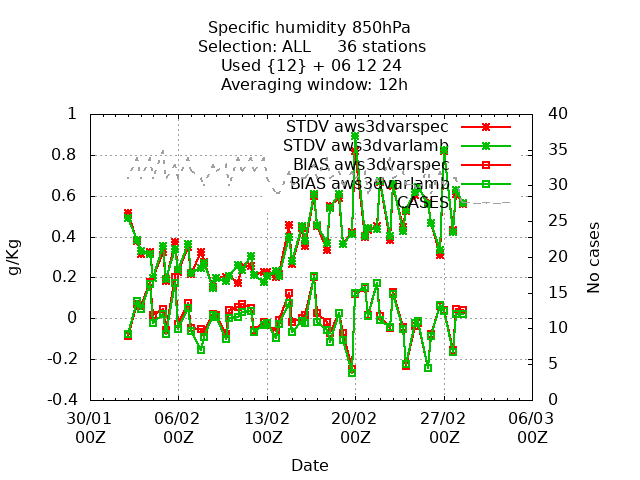 Specific humidity 850hPa
Selection: ALL 36 stations
Used {12} + 06 12 24
Averaging window: 12h
1
0.8
0.6
0.4
0.2
0
-0.2
-0.4
g/Kg
STDV aws3dvarspec
STDV aws3dvarlamb
BIAS aws3dvarspec
BIAS aws3dvarlamb
CASES
40
35
30
25
20
15
10
5
0
No cases
30/01 06/02 13/02 20/02 27/02 06/03
00Z 00Z 00Z 00Z 00Z 00Z
Date